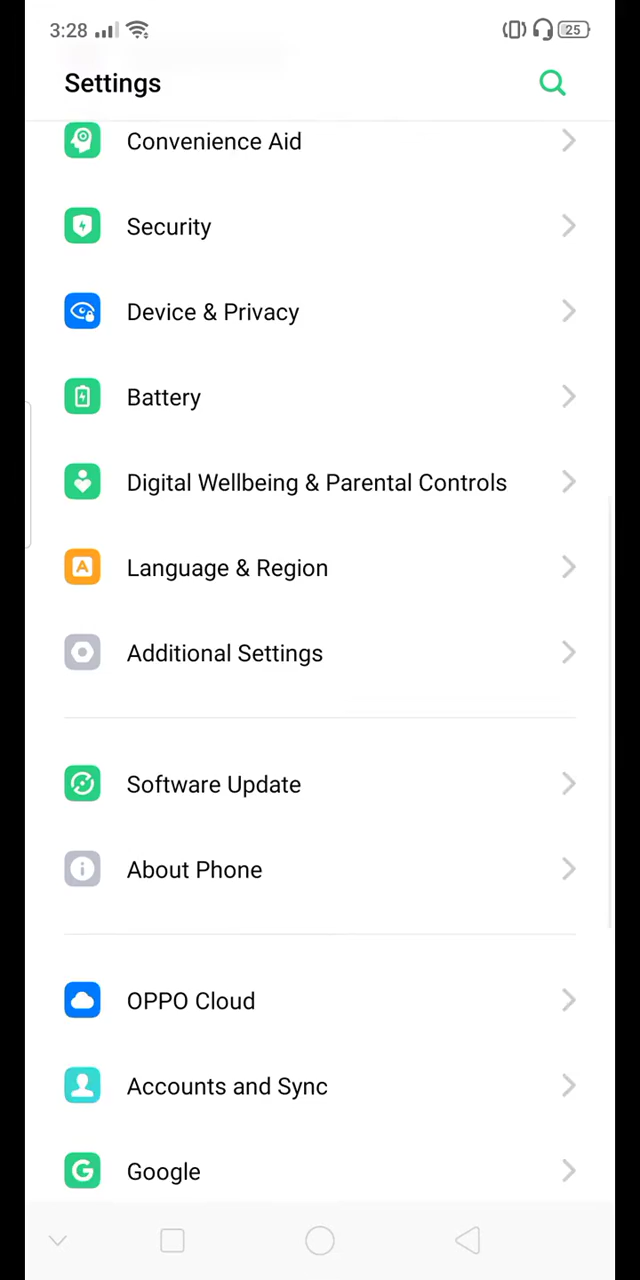 3:28 25
Settings
Convenience Aid
Security
Device & Privacy
Battery
Digital Wellbeing & Parental Controls
A Language & Region
Additional Settings
Software Update
About Phone
OPPO Cloud
Accounts and Sync
G Google